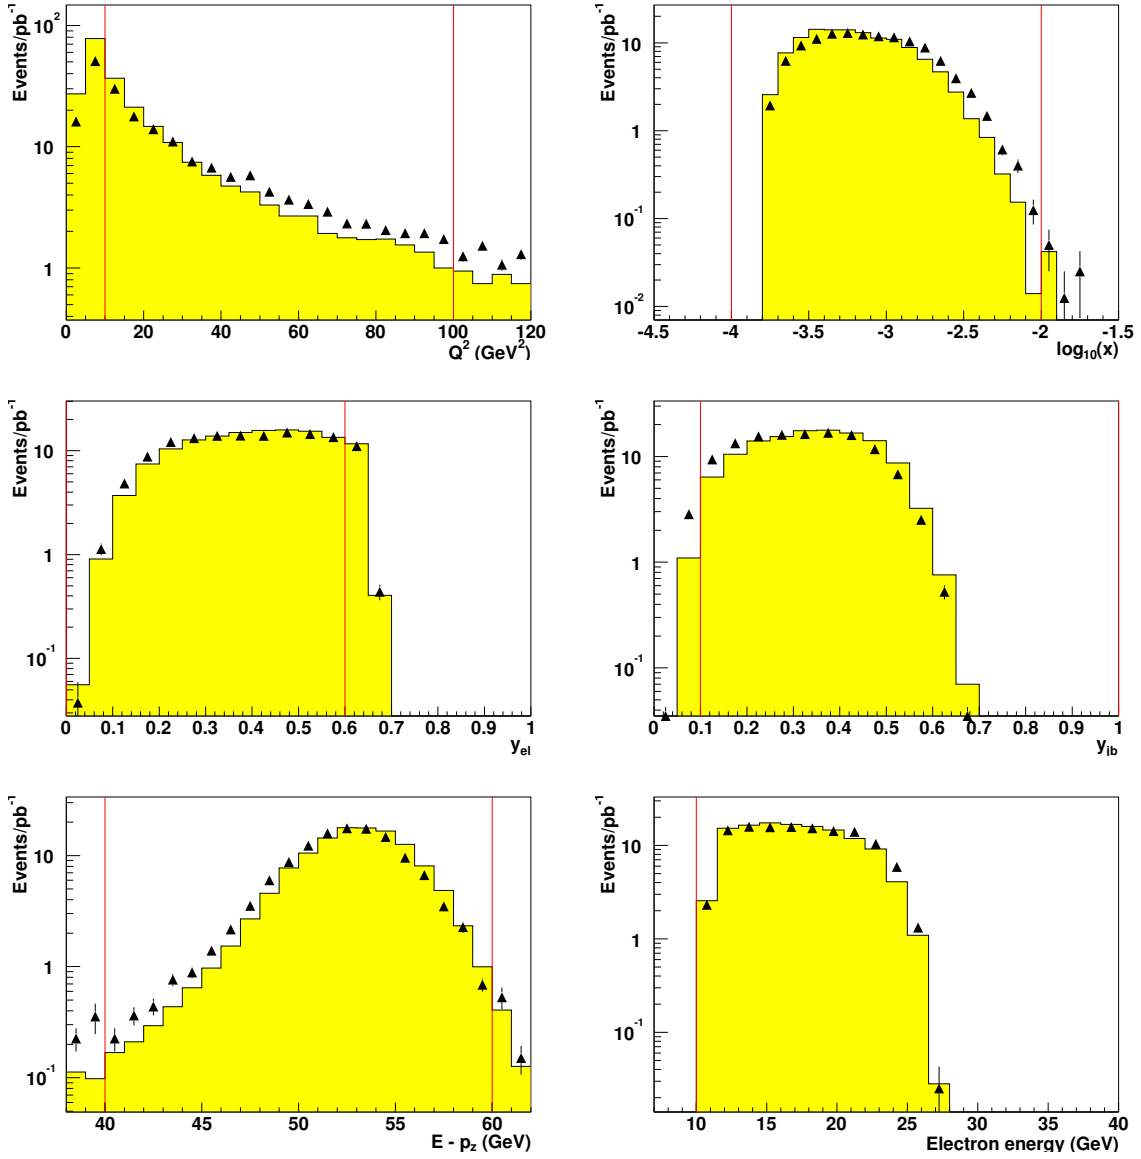 Events/pb⁻¹
10²
10
1
0 20 40 60 80 100 120
Q² (GeV²)
Events/pb⁻¹
10
1
10⁻¹
10⁻²
-4.5 -4 -3.5 -3 -2.5 -2 -1.5
log₁₀(x)
Events/pb⁻¹
10
1
10⁻¹
0 0.1 0.2 0.3 0.4 0.5 0.6 0.7 0.8 0.9 1
y_el
Events/pb⁻¹
10
1
10⁻¹
0 0.1 0.2 0.3 0.4 0.5 0.6 0.7 0.8 0.9 1
y_jb
Events/pb⁻¹
10
1
10⁻¹
40 45 50 55 60
E - p_z (GeV)
Events/pb⁻¹
10
1
10⁻¹
10 15 20 25 30 35 40
Electron energy (GeV)